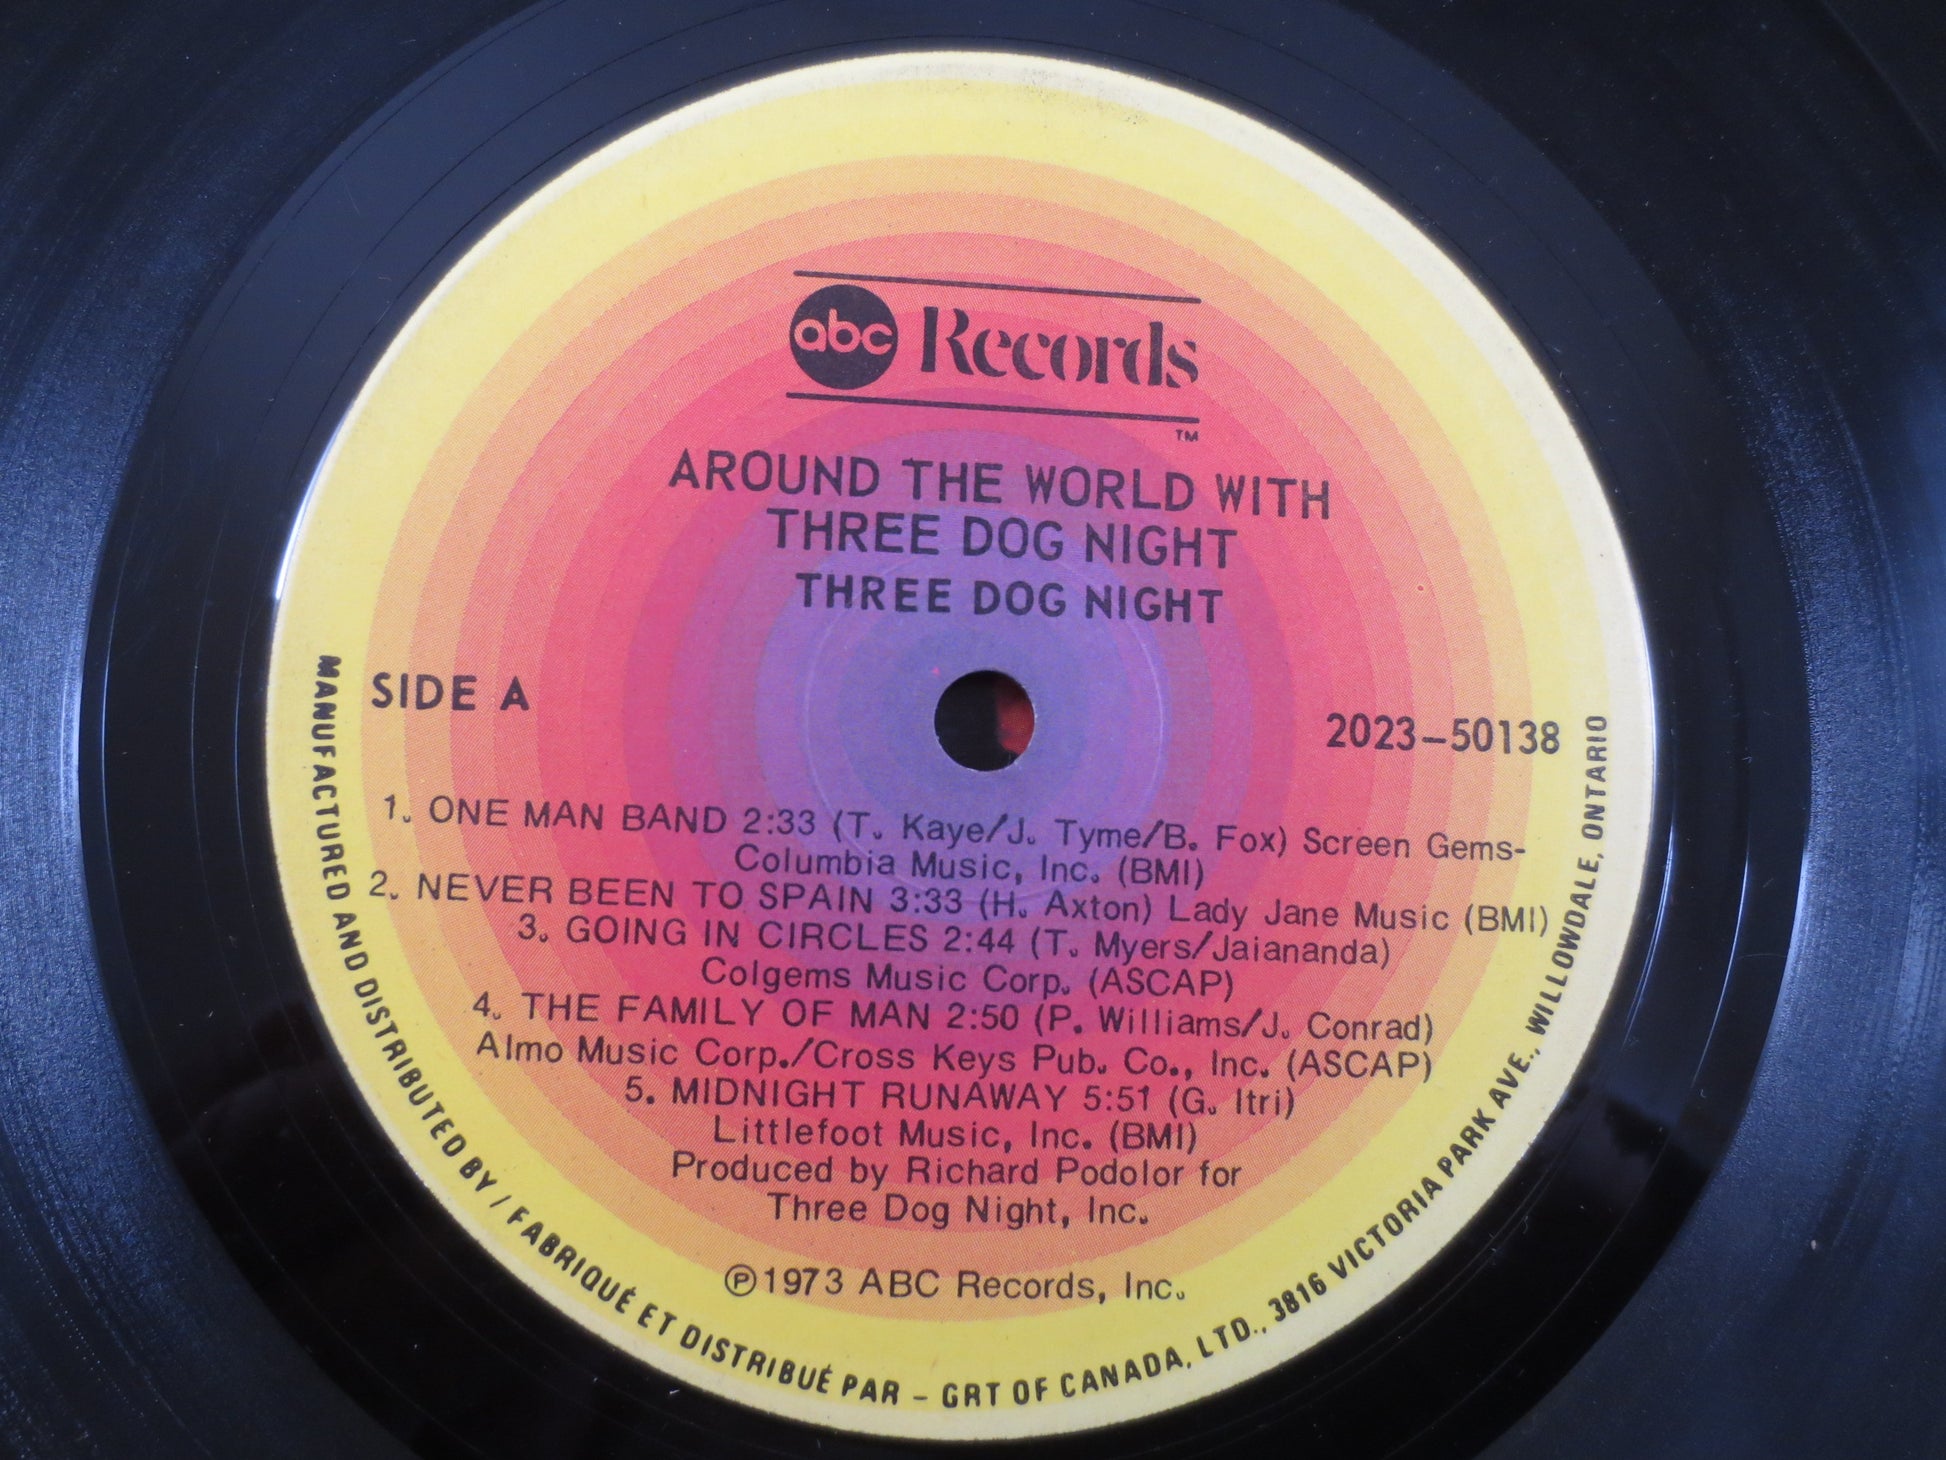 abc Records
TM
AROUND THE WORLD WITH
THREE DOG NIGHT
THREE DOG NIGHT
SIDE A
2023-50138
1. ONE MAN BAND 2:33 (T. Kaye/J. Tyme/B. Fox) Screen Gems-
Columbia Music, Inc. (BMI)
2. NEVER BEEN TO SPAIN 3:33 (H. Axton) Lady Jane Music (BMI)
3. GOING IN CIRCLES 2:44 (T. Myers/Jaiananda)
Colgems Music Corp. (ASCAP)
4. THE FAMILY OF MAN 2:50 (P. Williams/J. Conrad)
Almo Music Corp./Cross Keys Pub. Co., Inc. (ASCAP)
5. MIDNIGHT RUNAWAY 5:51 (G. Itri)
Littlefoot Music, Inc. (BMI)
Produced by Richard Podolor for
Three Dog Night, Inc.
℗1973 ABC Records, Inc.
MANUFACTURED AND DISTRIBUTED BY / FABRIQUÉ ET DISTRIBUÉ PAR – GRT OF CANADA, LTD., 3816 VICTORIA PARK AVE., WILLOWDALE, ONTARIO